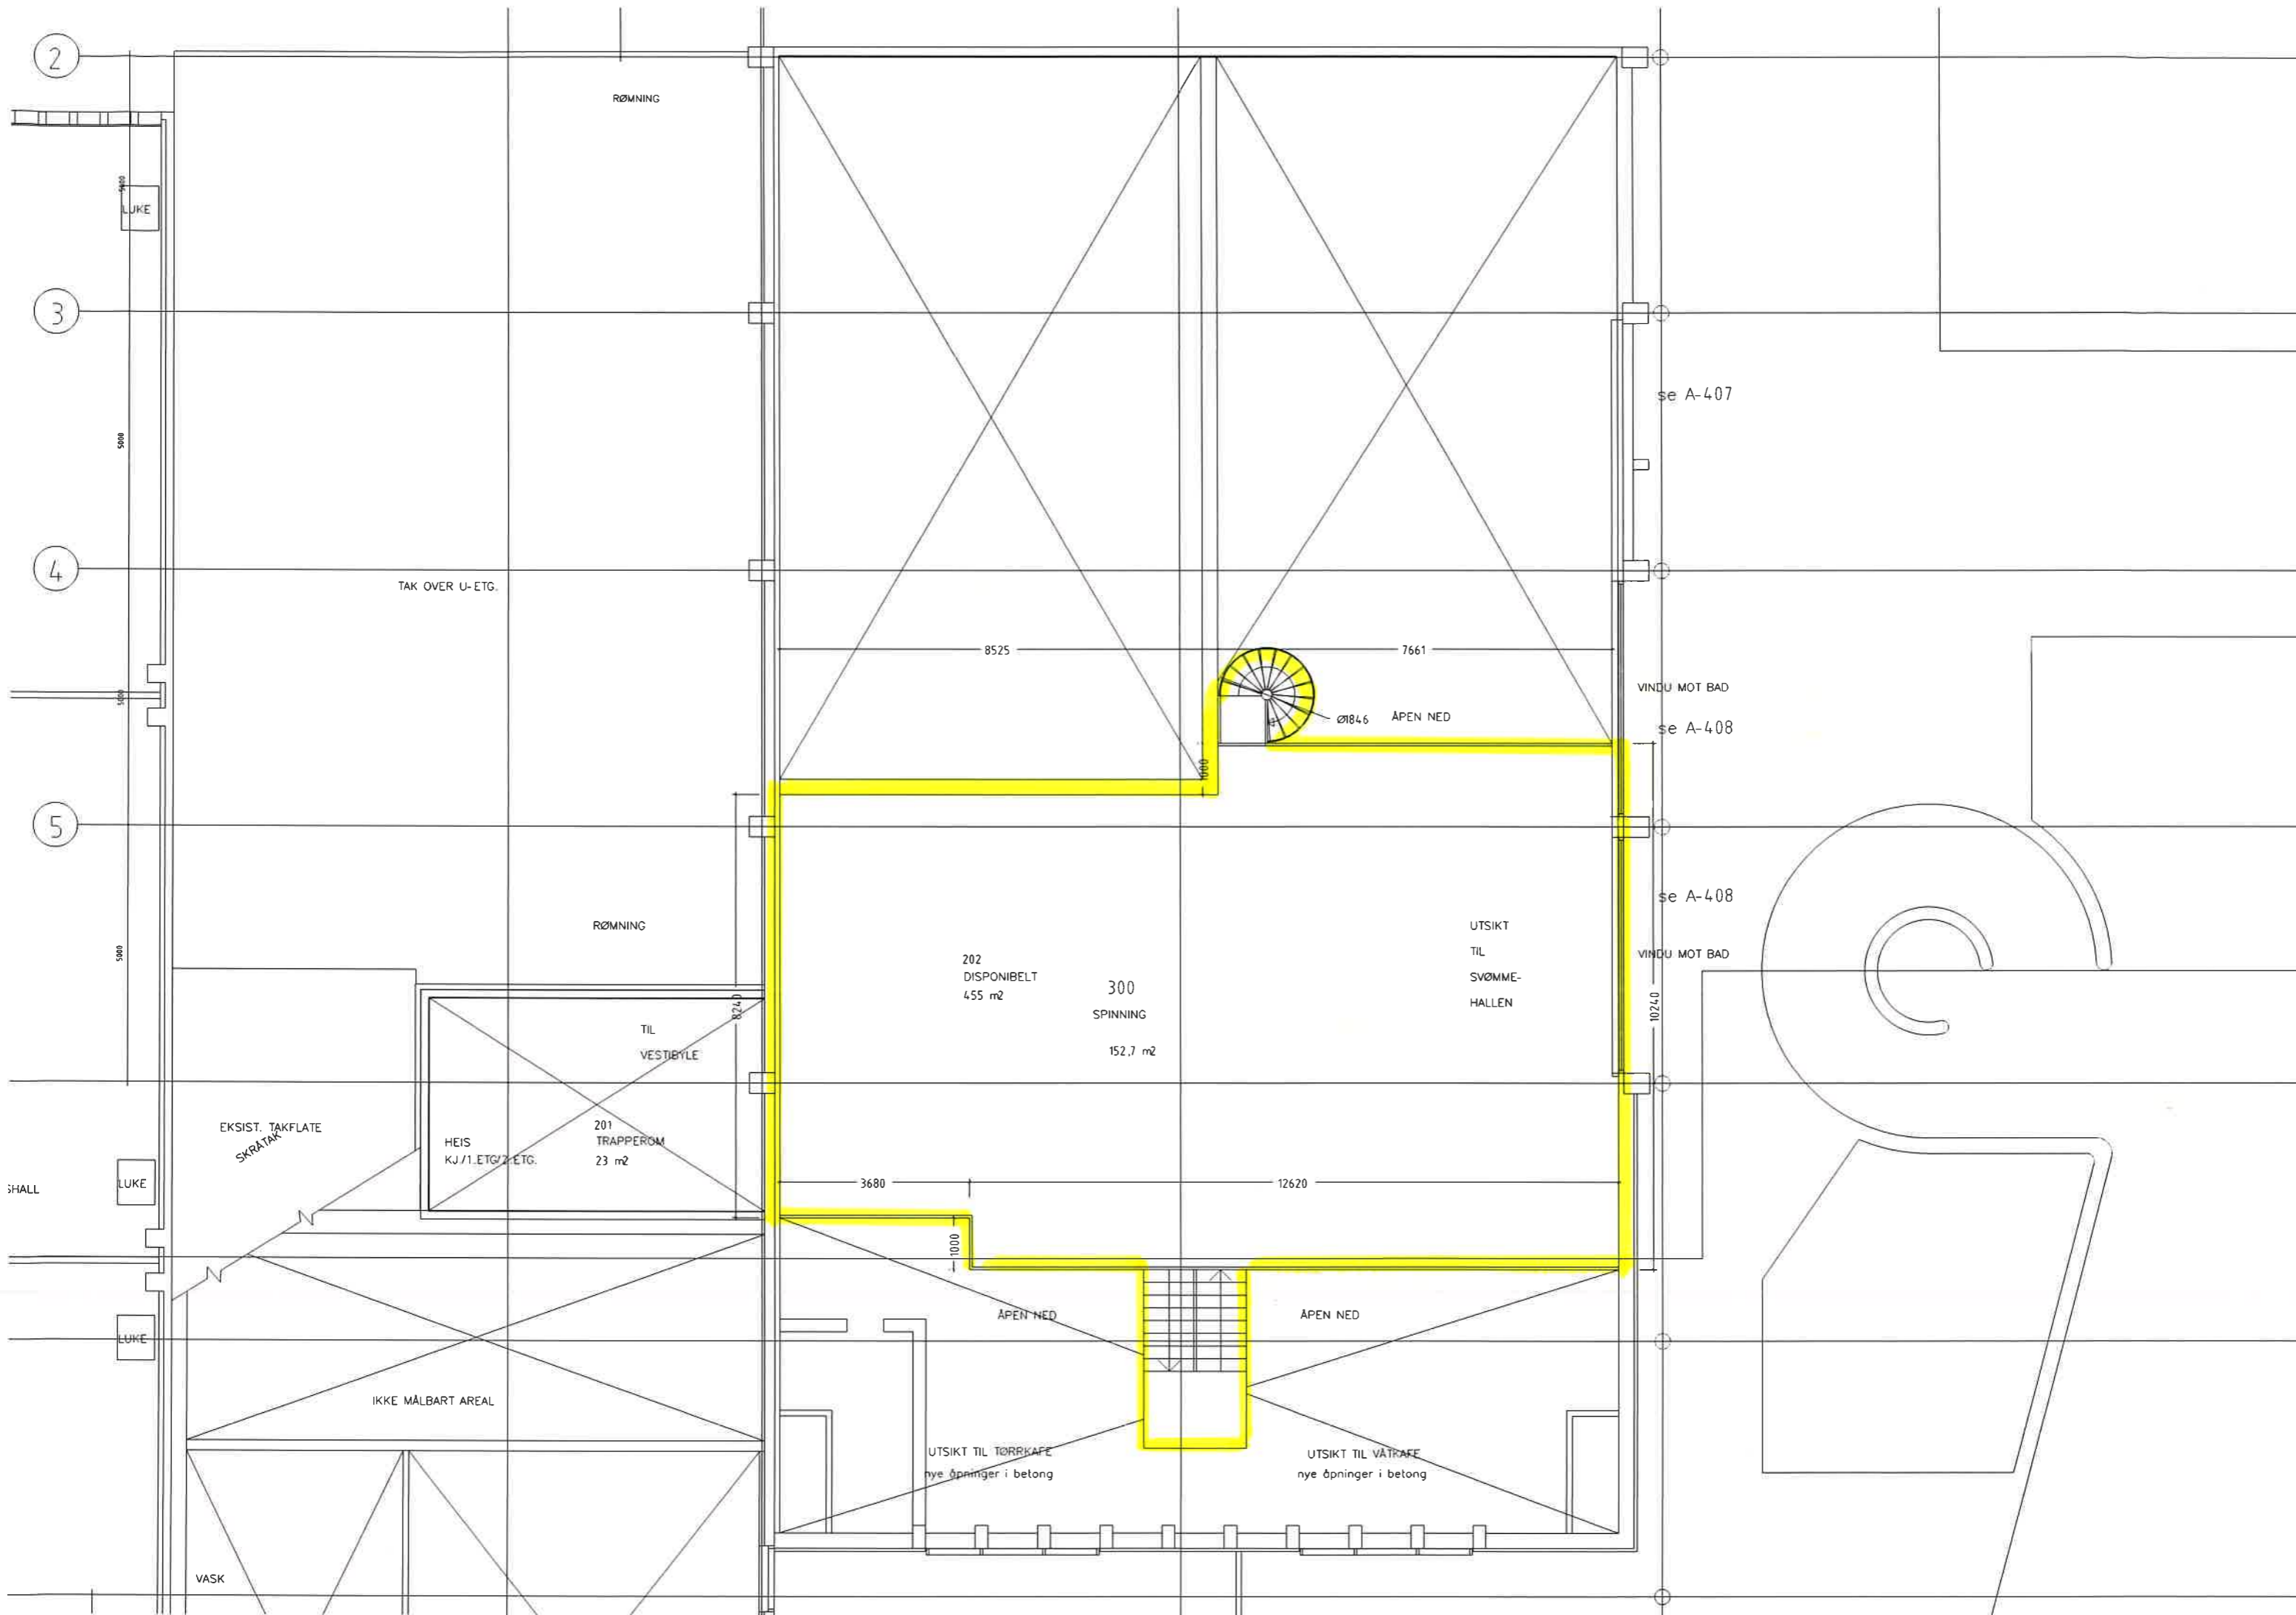 2
RØMNING
LUKE
5000
3
se A-407
5000
4
TAK OVER U-ETG.
8525
7661
VINDU MOT BAD
5000
Ø1846
ÅPEN NED
se A-408
1000
5
se A-408
RØMNING
UTSIKT
TIL
SVØMME-
HALLEN
VINDU MOT BAD
5000
202
DISPONIBELT
455 m2
300
SPINNING
152,7 m2
8240
10240
TIL
VESTIBYLE
EKSIST. TAKFLATE
SKRÅTAK
HEIS
KJ./1.ETG/2.ETG.
201
TRAPPEROM
23 m2
SHALL
LUKE
3680
12620
N
N
1000
ÅPEN NED
ÅPEN NED
LUKE
IKKE MÅLBART AREAL
UTSIKT TIL TØRRKAFE
nye åpninger i betong
UTSIKT TIL VÅTKAFE
nye åpninger i betong
VASK